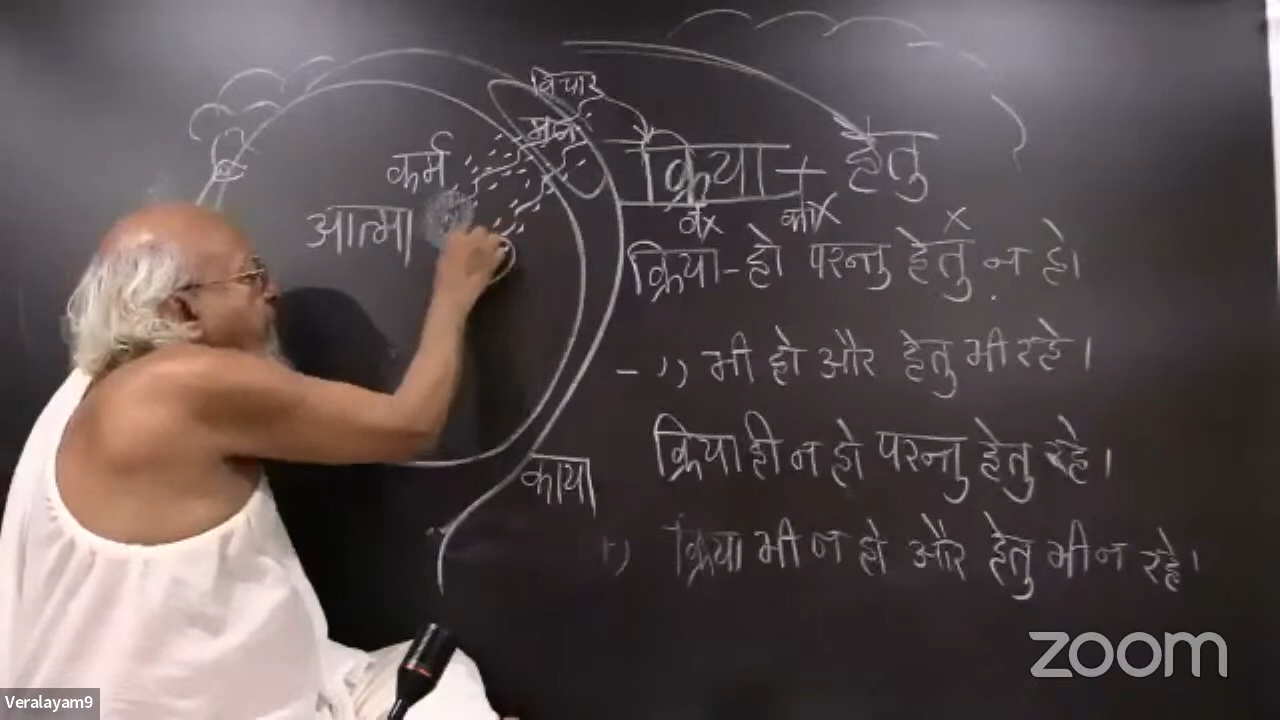 विचार
मन
कर्म
आत्मा
क्रिया + हेतु
क्रिया - हो परन्तु हेतु न हो।
- ,, भी हो और हेतु भी रहे।
क्रिया ही न हो परन्तु हेतु रहे।
काया
क्रिया भी न हो और हेतु भी न रहे।
zoom
Veralayam9